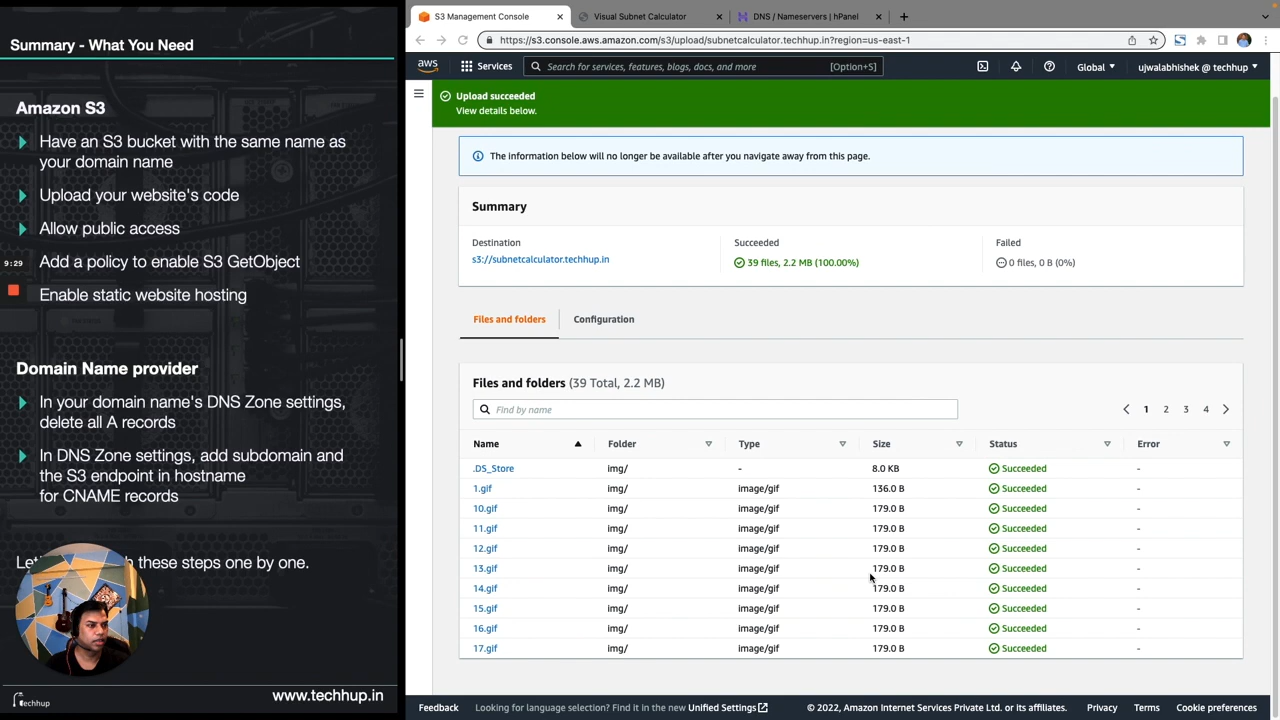 Summary - What You Need
Amazon S3
Have an S3 bucket with the same name as
your domain name
Upload your website's code
Allow public access
9:29
Add a policy to enable S3 GetObject
Enable static website hosting
Domain Name provider
In your domain name's DNS Zone settings,
delete all A records
In DNS Zone settings, add subdomain and
the S3 endpoint in hostname
for CNAME records
these steps one by one.
Techhup
www.techhup.in
S3 Management Console
Visual Subnet Calculator
DNS / Nameservers | hPanel
https://s3.console.aws.amazon.com/s3/upload/subnetcalculator.techhup.in?region=us-east-1
aws
Services
Search for services, features, blogs, docs, and more
[Option+S]
Global
ujwalabhishek @ techhup
Upload succeeded
View details below.
The information below will no longer be available after you navigate away from this page.
Summary
Destination
s3://subnetcalculator.techhup.in
Succeeded
39 files, 2.2 MB (100.00%)
Failed
0 files, 0 B (0%)
Files and folders
Configuration
Files and folders (39 Total, 2.2 MB)
Find by name
1 2 3 4
Name Folder Type Size Status Error
.DS_Store img/ - 8.0 KB Succeeded -
1.gif img/ image/gif 136.0 B Succeeded -
10.gif img/ image/gif 179.0 B Succeeded -
11.gif img/ image/gif 179.0 B Succeeded -
12.gif img/ image/gif 179.0 B Succeeded -
13.gif img/ image/gif 179.0 B Succeeded -
14.gif img/ image/gif 179.0 B Succeeded -
15.gif img/ image/gif 179.0 B Succeeded -
16.gif img/ image/gif 179.0 B Succeeded -
17.gif img/ image/gif 179.0 B Succeeded -
Feedback
Looking for language selection? Find it in the new Unified Settings
© 2022, Amazon Internet Services Private Ltd. or its affiliates.
Privacy
Terms
Cookie preferences